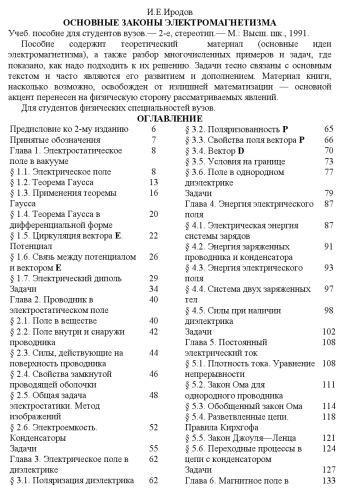 И.Е.Иродов
ОСНОВНЫЕ ЗАКОНЫ ЭЛЕКТРОМАГНЕТИЗМА
Учеб. пособие для студентов вузов.— 2-е, стереотип.— М.: Высш. шк., 1991.
Пособие содержит теоретический материал (основные идеи
электромагнетизма), а также разбор многочисленных примеров и задач, где
показано, как надо подходить к их решению. Задачи тесно связаны с основным
текстом и часто являются его развитием и дополнением. Материал книги,
насколько возможно, освобожден от излишней математизации — основной
акцент перенесен на физическую сторону рассматриваемых явлений.
Для студентов физических специальностей вузов.
ОГЛАВЛЕНИЕ
Предисловие ко 2-му изданию 6
Принятые обозначения 7
Глава 1. Электростатическое 8
поле в вакууме
§ 1.1. Электрическое поле 8
§ 1.2. Теорема Гаусса 13
§ 1.3. Применения теоремы 16
Гаусса
§ 1.4. Теорема Гаусса в 20
дифференциальной форме
§ 1.5. Циркуляция вектора E. 22
Потенциал
§ 1.6. Связь между потенциалом 26
и вектором E
§ 1.7. Электрический диполь 29
Задачи 34
Глава 2. Проводник в 40
электростатическом поле
§ 2.1. Поле в веществе 40
§ 2.2. Поле внутри и снаружи 42
проводника
§ 2.3. Силы, действующие на 44
поверхность проводника
§ 2.4. Свойства замкнутой 46
проводящей оболочки
§ 2.5. Общая задача 48
электростатики. Метод
изображений
§ 2.6. Электроемкость. 52
Конденсаторы
Задачи 55
Глава 3. Электрическое поле в 62
диэлектрике
§ 3.1. Поляризация диэлектрика 62
§ 3.2. Поляризованность P 65
§ 3.3. Свойства поля вектора P 66
§ 3.4. Вектор D 70
§ 3.5. Условия на границе 73
§ 3.6. Поле в однородном 77
диэлектрике
Задачи 79
Глава 4. Энергия электрического 87
поля
§ 4.1. Электрическая энергия 87
системы зарядов
§ 4.2. Энергия заряженных 91
проводника и конденсатора
§ 4.3. Энергия электрического 93
поля
§ 4.4. Система двух заряженных 97
тел
§ 4.5. Силы при наличии 98
диэлектрика
Задачи 102
Глава 5. Постоянный 108
электрический ток
§ 5.1. Плотность тока. Уравнение 108
непрерывности
§ 5.2. Закон Ома для 111
однородного проводника
§ 5.3. Обобщенный закон Ома 114
§ 5.4. Разветвленные цепи. 118
Правила Кирхгофа
§ 5.5. Закон Джоуля—Ленца 121
§ 5.6. Переходные процессы в 124
цепи с конденсатором
Задачи 127
Глава 6. Магнитное поле в 133